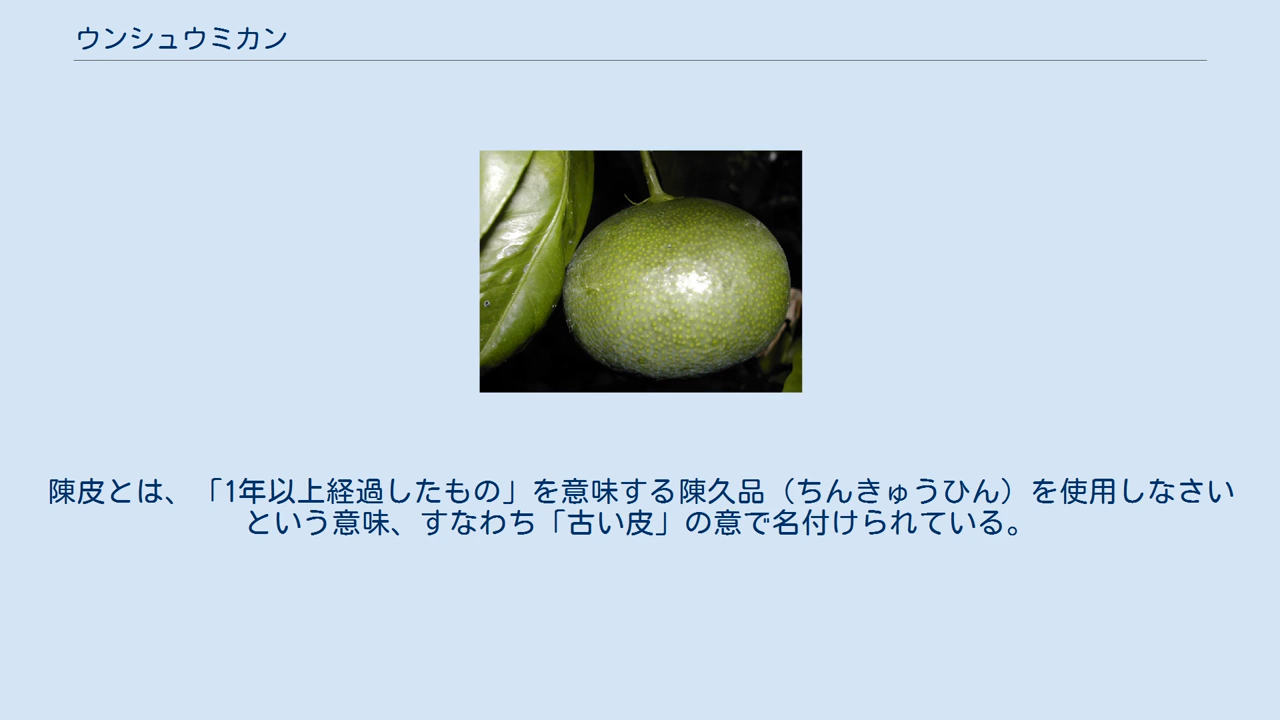 ウンシュウミカン
陳皮とは、「1年以上経過したもの」を意味する陳久品（ちんきゅうひん）を使用しなさい
という意味、すなわち「古い皮」の意で名付けられている。